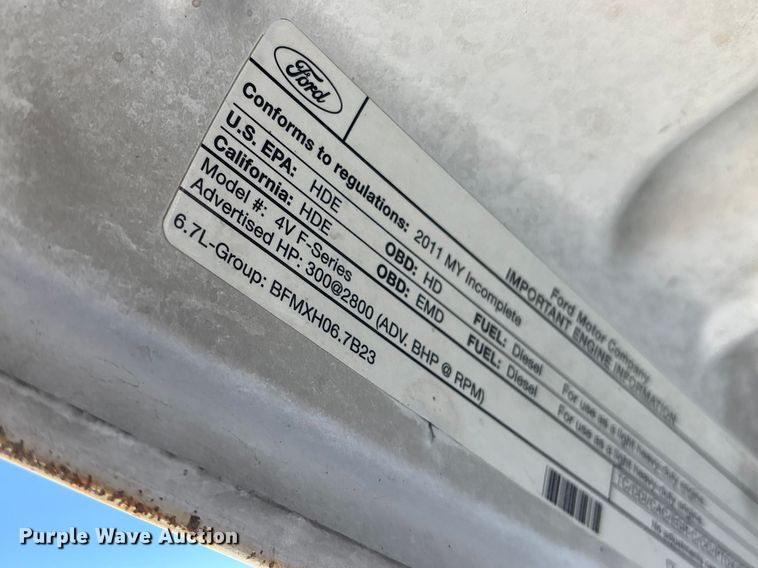 Ford
Ford Motor Company
IMPORTANT ENGINE INFORMATION
Conforms to regulations: 2011 MY Incomplete
U.S. EPA: HDE OBD: HD FUEL: Diesel For use as a light heavy duty engine
California: HDE OBD: EMD FUEL: Diesel For use as a light heavy duty engine
Model #: 4V F-Series
Advertised HP: 300@2800 (ADV. BHP @ RPM)
6.7L-Group: BFMXH06.7B23
No adjustments
Purple Wave Auction